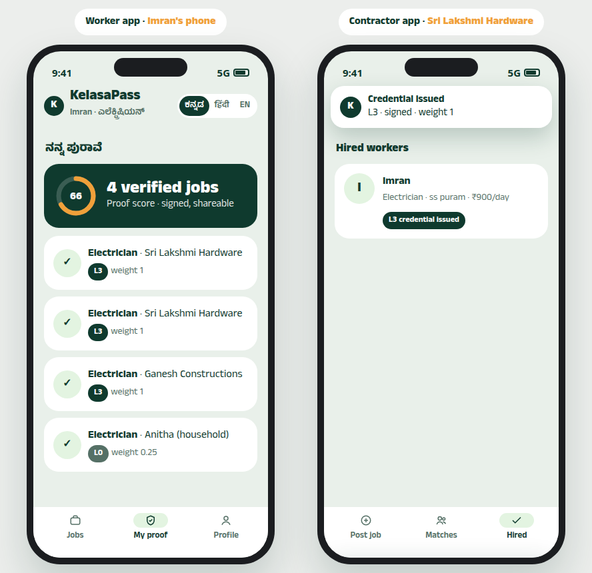 Worker app · Imran's phone
9:41
5G
K
KelasaPass
Imran · ಎಲೆಕ್ಟ್ರಿಷಿಯನ್
ಕನ್ನಡ
हिंदी
EN
ನನ್ನ ಪುರಾವೆ
66
4 verified jobs
Proof score · signed, shareable
Electrician · Sri Lakshmi Hardware
L3 weight 1
Electrician · Sri Lakshmi Hardware
L3 weight 1
Electrician · Ganesh Constructions
L3 weight 1
Electrician · Anitha (household)
L0 weight 0.25
Jobs
My proof
Profile
Contractor app · Sri Lakshmi Hardware
9:41
5G
K
Credential issued
L3 · signed · weight 1
Hired workers
I
Imran
Electrician · ss puram · ₹900/day
L3 credential issued
Post job
Matches
Hired